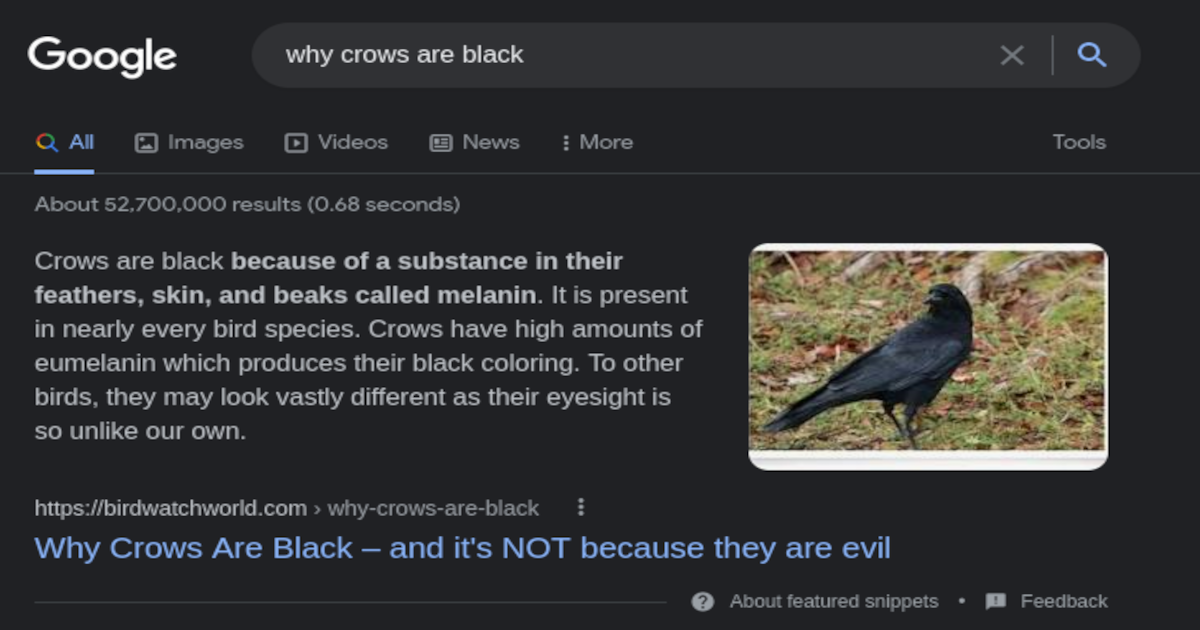 Google
why crows are black
All Images Videos News More Tools
About 52,700,000 results (0.68 seconds)
Crows are black because of a substance in their
feathers, skin, and beaks called melanin. It is present
in nearly every bird species. Crows have high amounts of
eumelanin which produces their black coloring. To other
birds, they may look vastly different as their eyesight is
so unlike our own.
https://birdwatchworld.com › why-crows-are-black
Why Crows Are Black – and it's NOT because they are evil
About featured snippets • Feedback